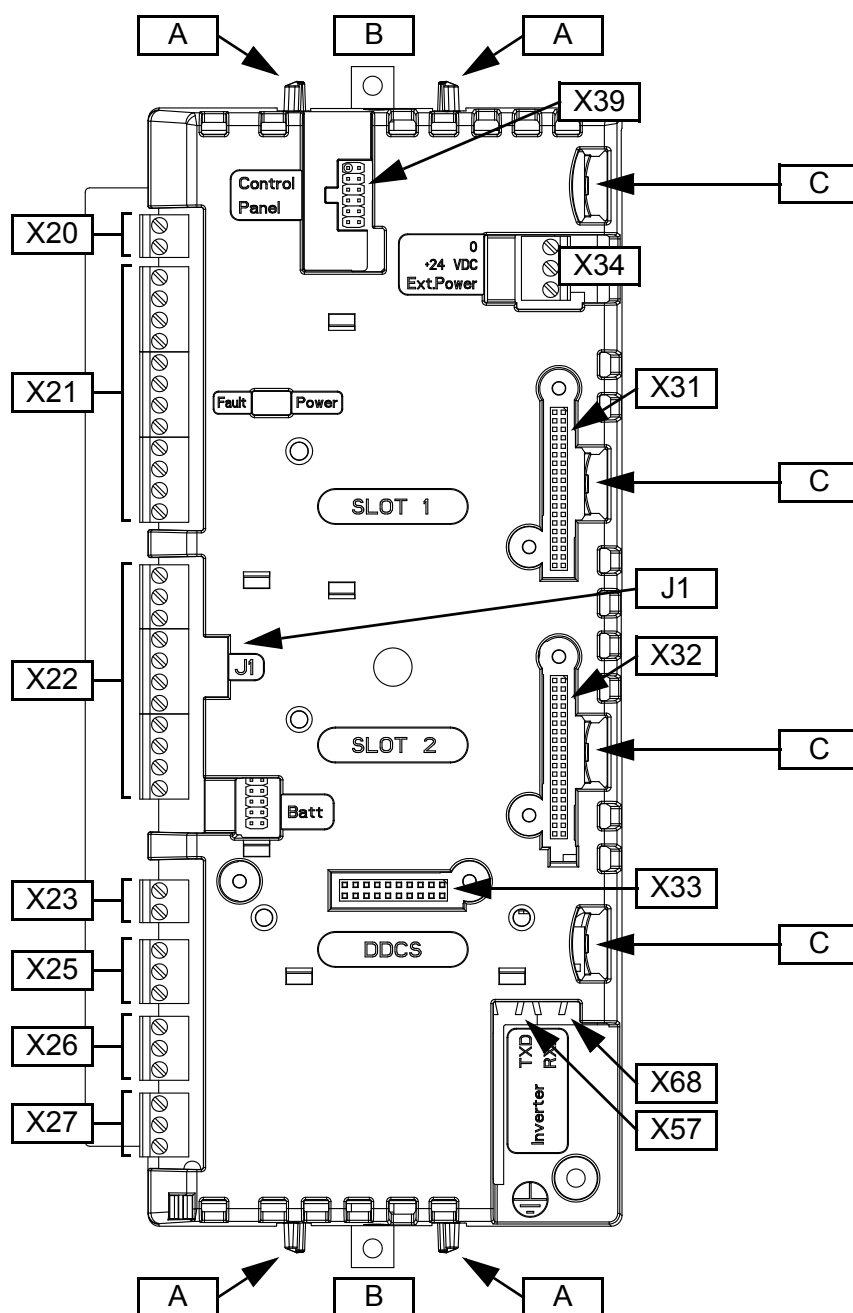 A
B
A
X39
C
Control
Panel
X20
0
+24 VDC
Ext.Power
X34
X21
Fault
Power
X31
SLOT 1
C
J1
X22
J1
X32
SLOT 2
C
Batt
X23
X33
DDCS
C
X25
X26
TXD
RX
Inverter
X68
X57
X27
A
B
A